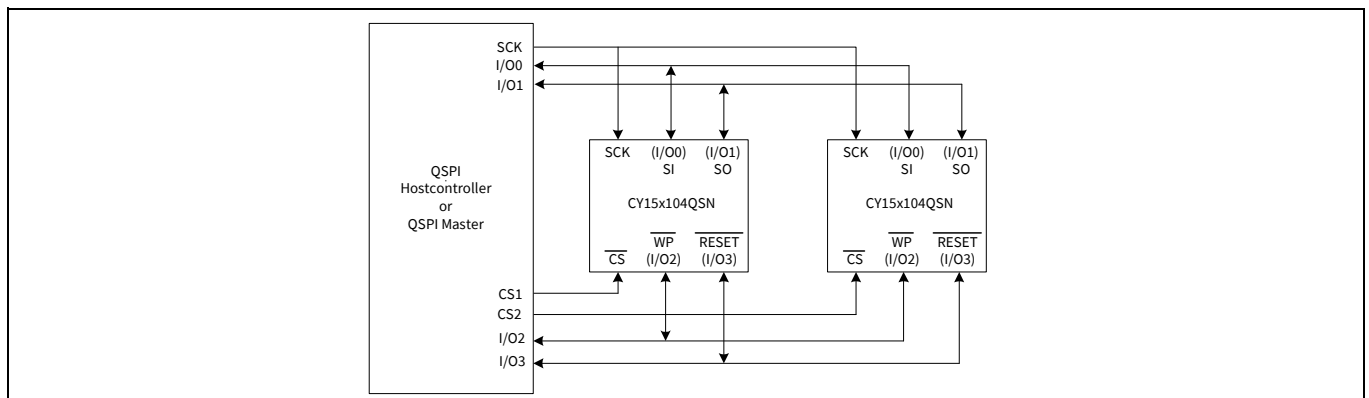 SCK
I/O0
I/O1
QSPI
Hostcontroller
or
QSPI Master
CS1
CS2
I/O2
I/O3
SCK (I/O0) (I/O1)
SI SO
CY15x104QSN
WP RESET
CS (I/O2) (I/O3)
SCK (I/O0) (I/O1)
SI SO
CY15x104QSN
WP RESET
CS (I/O2) (I/O3)